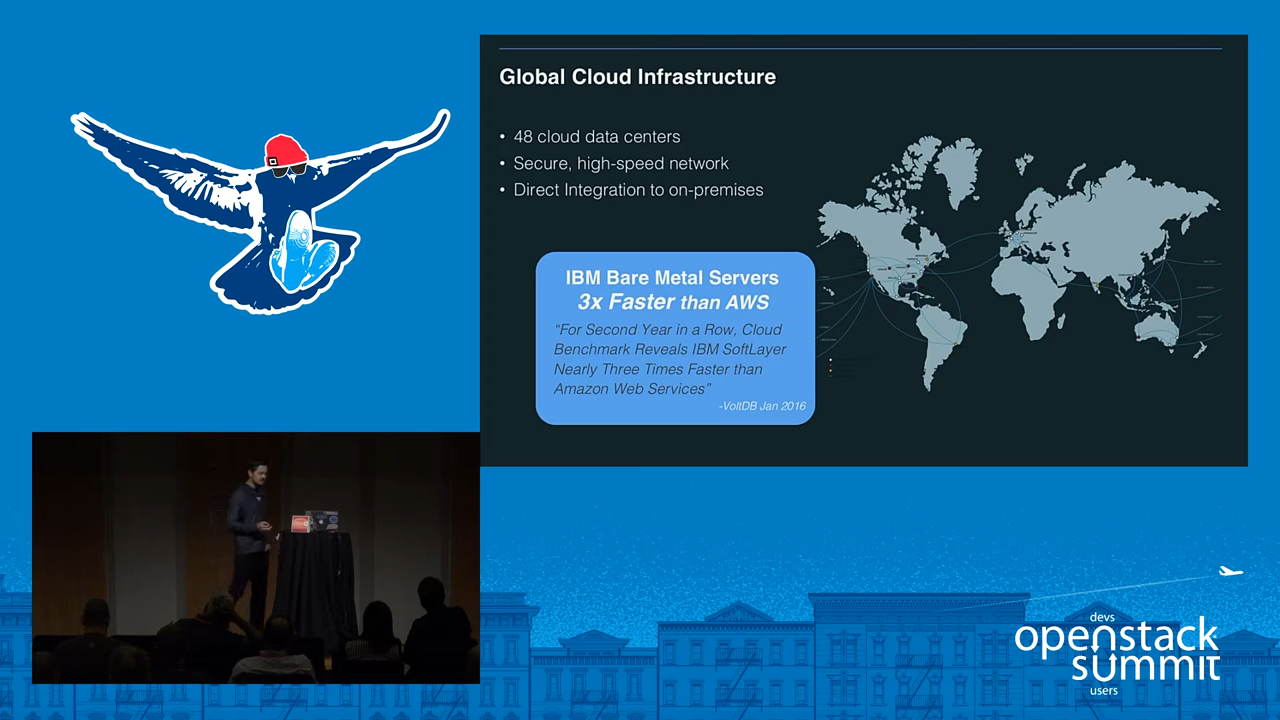 Global Cloud Infrastructure
• 48 cloud data centers
• Secure, high-speed network
• Direct Integration to on-premises
IBM Bare Metal Servers
3x Faster than AWS
“For Second Year in a Row, Cloud
Benchmark Reveals IBM SoftLayer
Nearly Three Times Faster than
Amazon Web Services”
-VoltDB Jan 2016
devs
openstack
summit
users